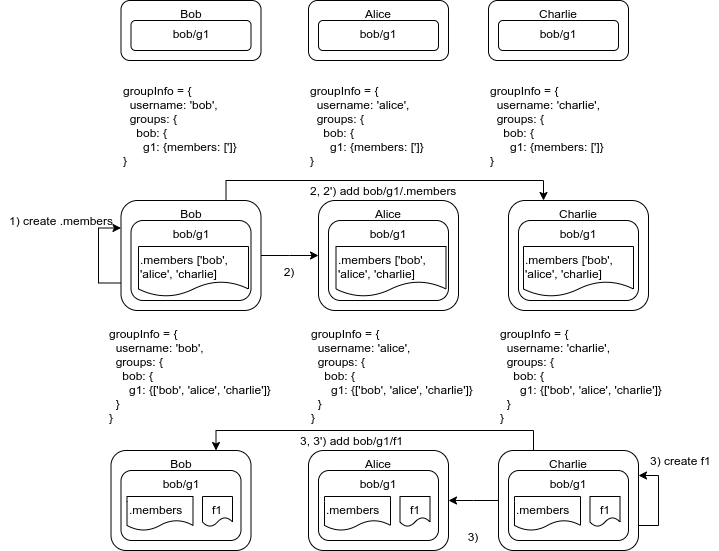 Bob
bob/g1
Alice
bob/g1
Charlie
bob/g1
groupInfo = {
username: 'bob',
groups: {
bob: {
g1: {members: [']}
}
groupInfo = {
username: 'alice',
groups: {
bob: {
g1: {members: [']}
}
groupInfo = {
username: 'charlie',
groups: {
bob: {
g1: {members: [']}
}
2, 2') add bob/g1/.members
1) create .members
Bob
bob/g1
.members ['bob',
'alice', 'charlie]
2)
Alice
bob/g1
.members ['bob',
'alice', 'charlie]
Charlie
bob/g1
.members ['bob',
'alice', 'charlie]
groupInfo = {
username: 'bob',
groups: {
bob: {
g1: {['bob', 'alice', 'charlie']}
}
}
groupInfo = {
username: 'alice',
groups: {
bob: {
g1: {['bob', 'alice', 'charlie']}
}
}
groupInfo = {
username: 'charlie',
groups: {
bob: {
g1: {['bob', 'alice', 'charlie']}
}
}
3, 3') add bob/g1/f1
Bob
bob/g1
.members
f1
Alice
bob/g1
.members
f1
3)
Charlie
bob/g1
.members
f1
3) create f1